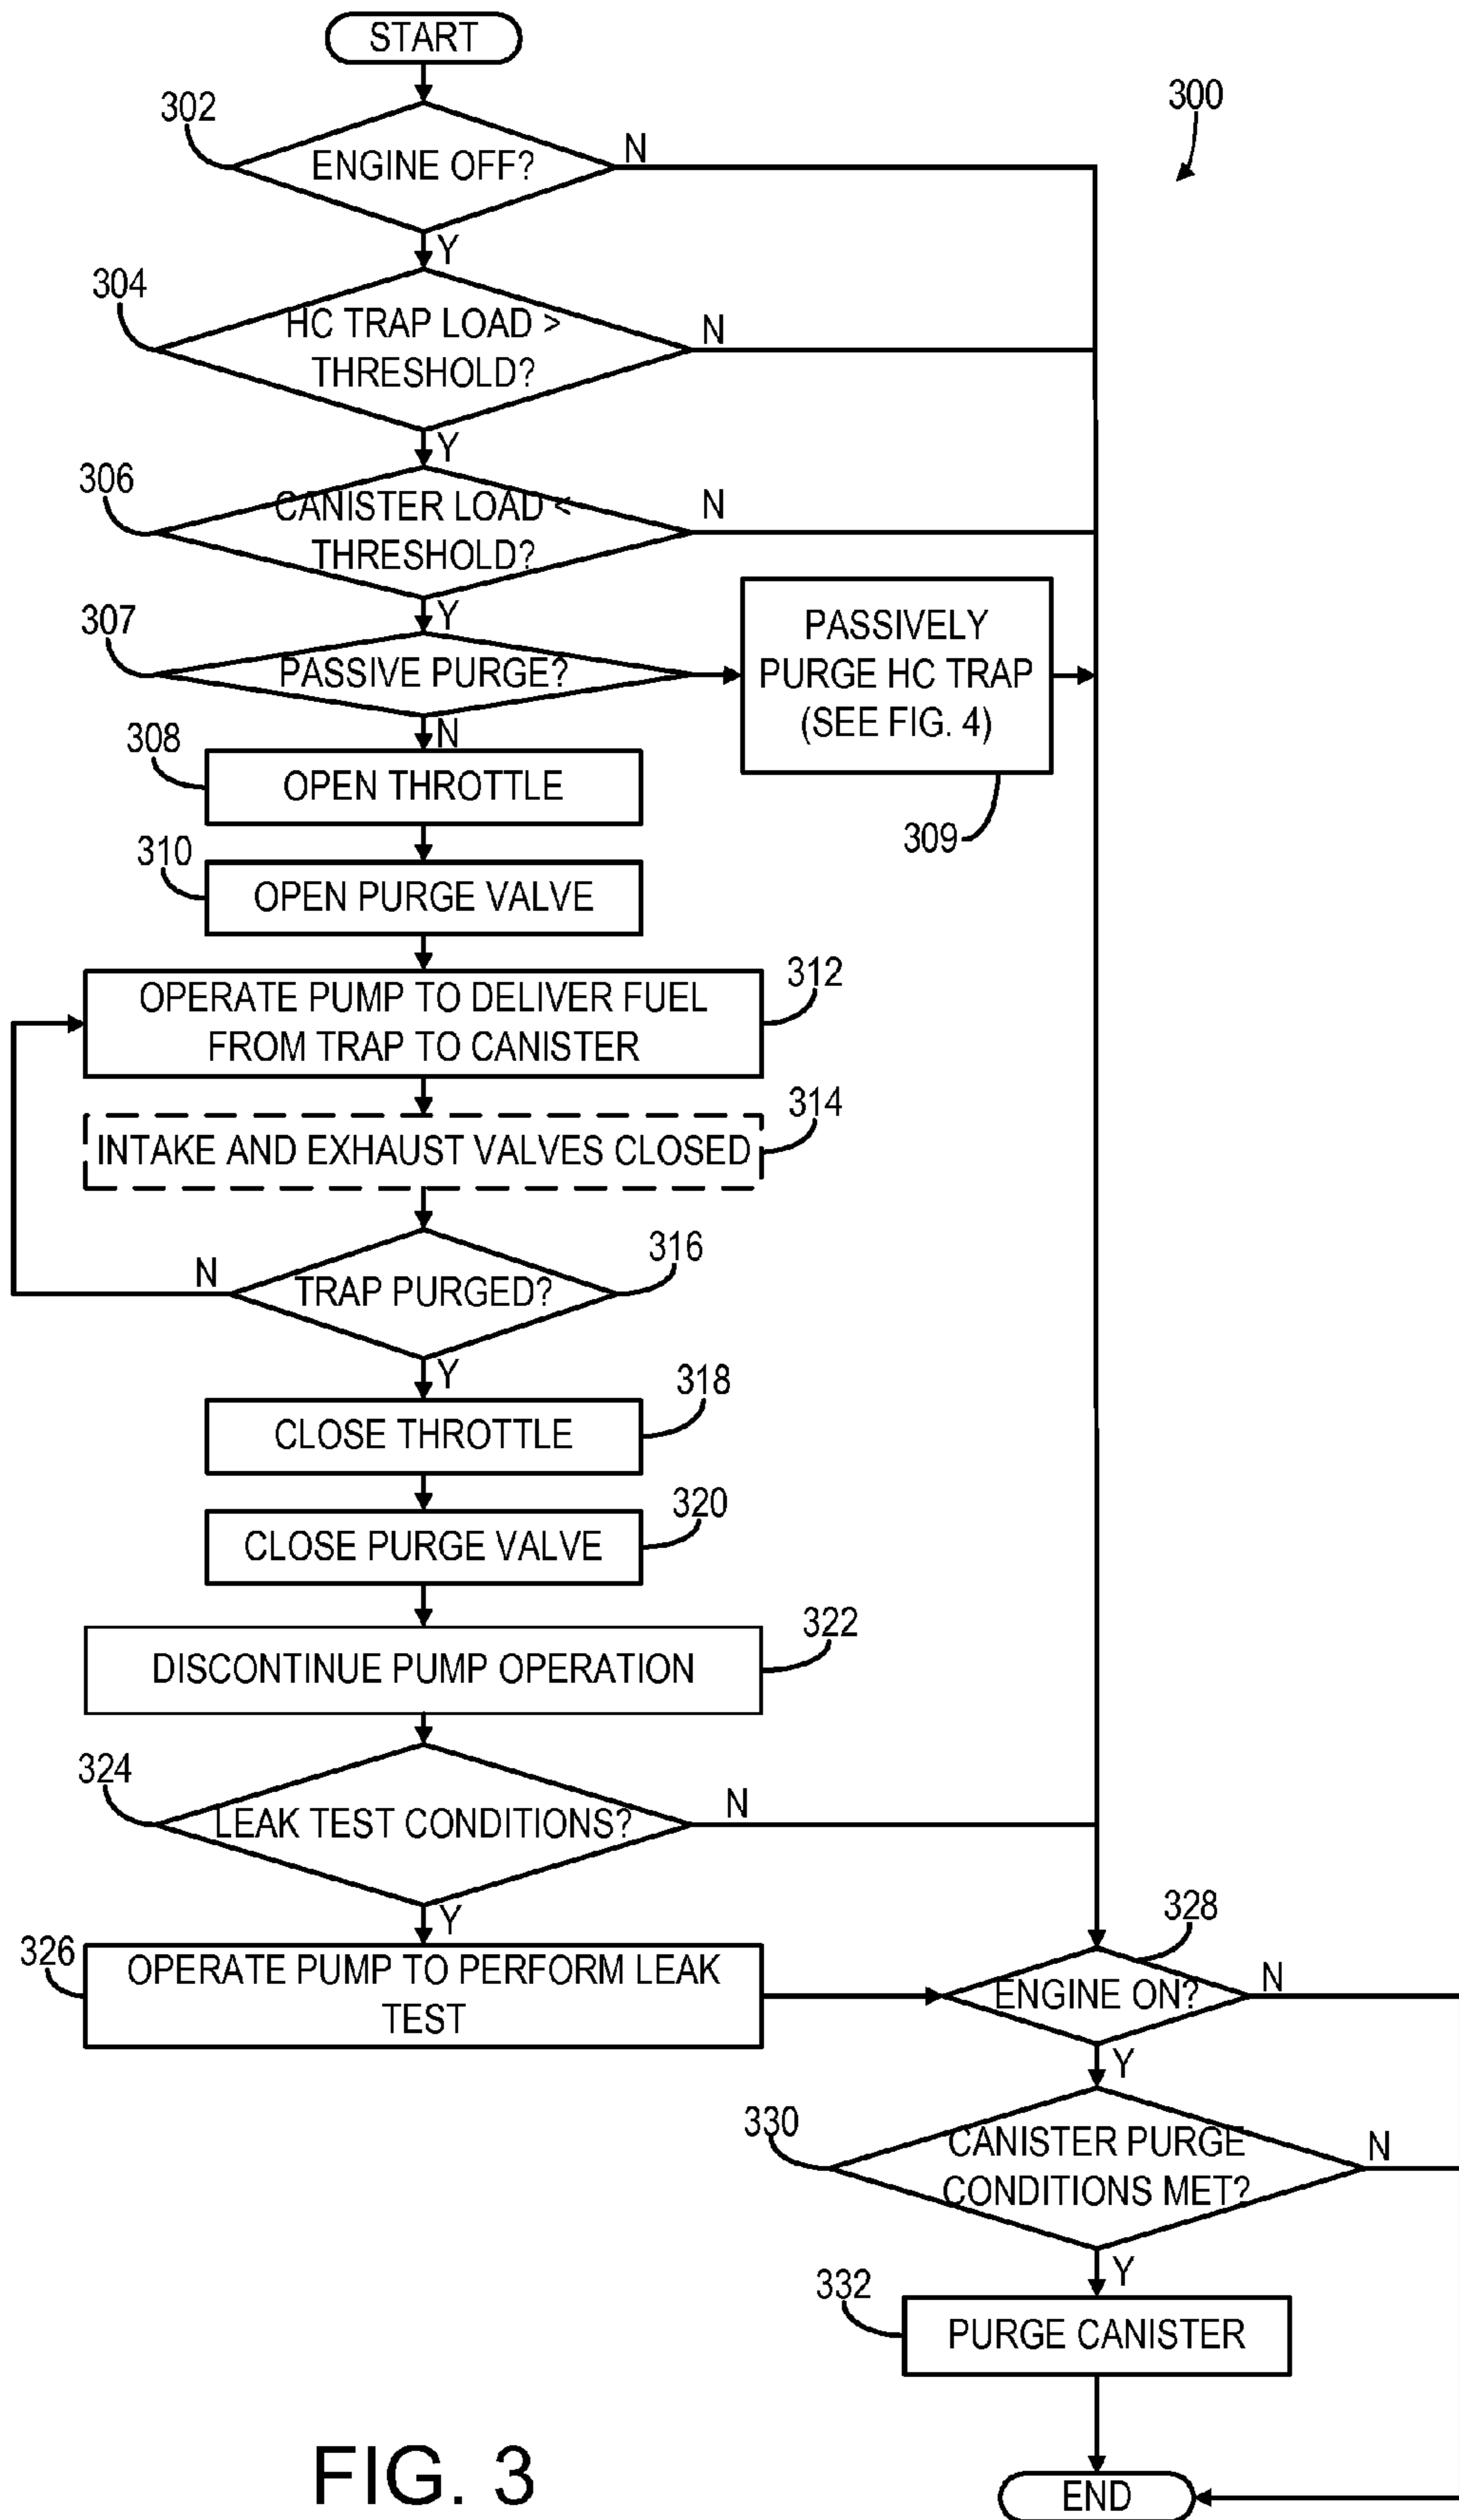 START
300
302
ENGINE OFF?
N
Y
304
HC TRAP LOAD >
THRESHOLD?
N
Y
306
CANISTER LOAD <
THRESHOLD?
N
Y
307
PASSIVE PURGE?
PASSIVELY
PURGE HC TRAP
(SEE FIG. 4)
309
N
308
OPEN THROTTLE
310
OPEN PURGE VALVE
312
OPERATE PUMP TO DELIVER FUEL
FROM TRAP TO CANISTER
314
INTAKE AND EXHAUST VALVES CLOSED
316
N
TRAP PURGED?
Y
318
CLOSE THROTTLE
320
CLOSE PURGE VALVE
322
DISCONTINUE PUMP OPERATION
324
LEAK TEST CONDITIONS?
N
Y
326
OPERATE PUMP TO PERFORM LEAK
TEST
328
ENGINE ON?
N
Y
330
CANISTER PURGE
CONDITIONS MET?
N
Y
332
PURGE CANISTER
END
FIG. 3